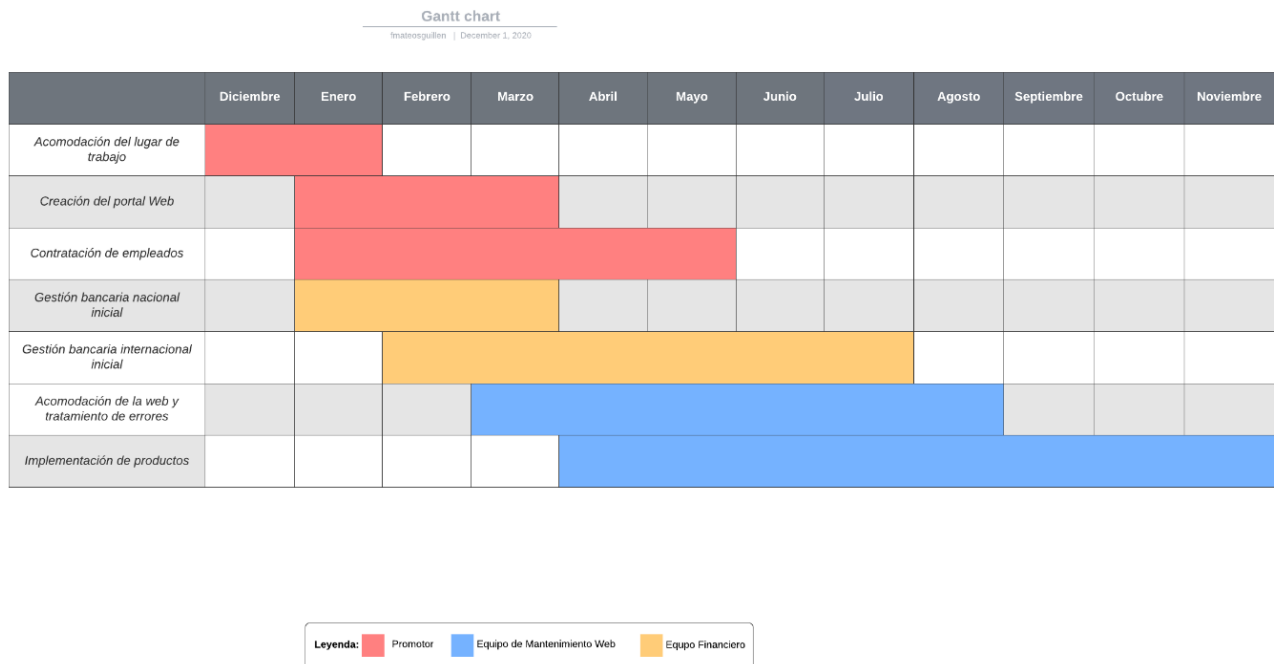 Gantt chart
fmateosguillen | December 1, 2020
Diciembre Enero Febrero Marzo Abril Mayo Junio Julio Agosto Septiembre Octubre Noviembre
Acomodación del lugar de
trabajo
Creación del portal Web
Contratación de empleados
Gestión bancaria nacional
inicial
Gestión bancaria internacional
inicial
Acomodación de la web y
tratamiento de errores
Implementación de productos
Leyenda: Promotor Equipo de Mantenimiento Web Equpo Financiero